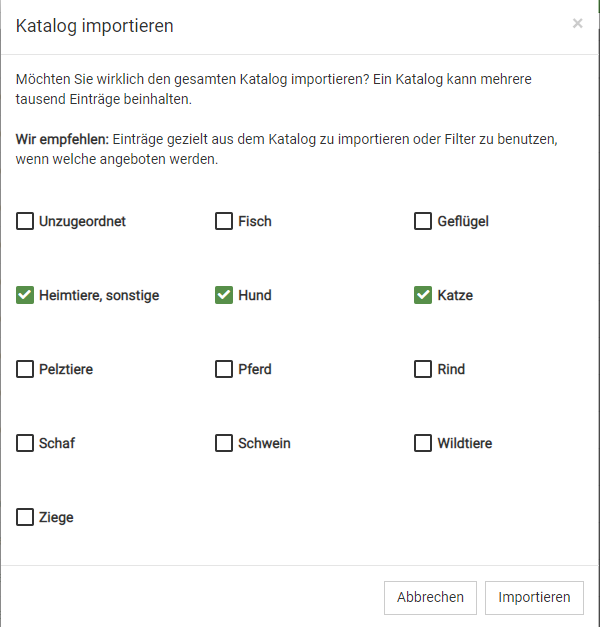 Katalog importieren
×
Möchten Sie wirklich den gesamten Katalog importieren? Ein Katalog kann mehrere
tausend Einträge beinhalten.
Wir empfehlen: Einträge gezielt aus dem Katalog zu importieren oder Filter zu benutzen,
wenn welche angeboten werden.
Unzugeordnet Fisch Geflügel
Heimtiere, sonstige Hund Katze
Pelztiere Pferd Rind
Schaf Schwein Wildtiere
Ziege
Abbrechen Importieren